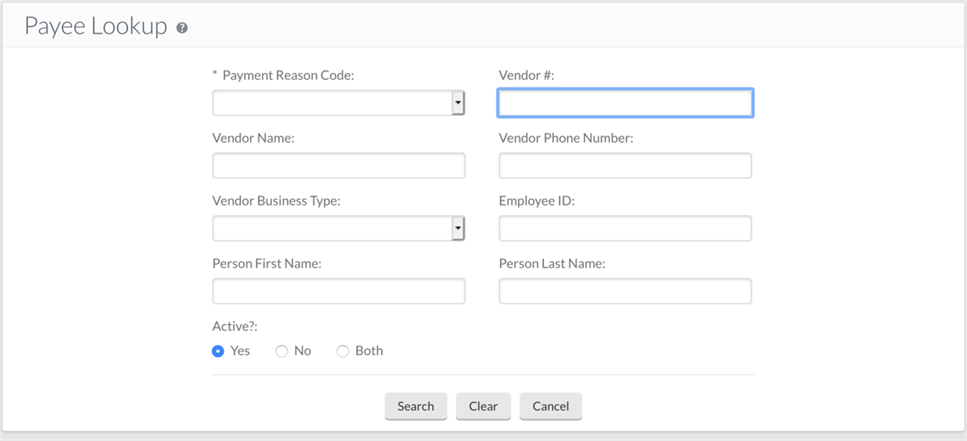 Payee Lookup ?
* Payment Reason Code: Vendor #:
Vendor Name: Vendor Phone Number:
Vendor Business Type: Employee ID:
Person First Name: Person Last Name:
Active?:
Yes No Both
Search Clear Cancel